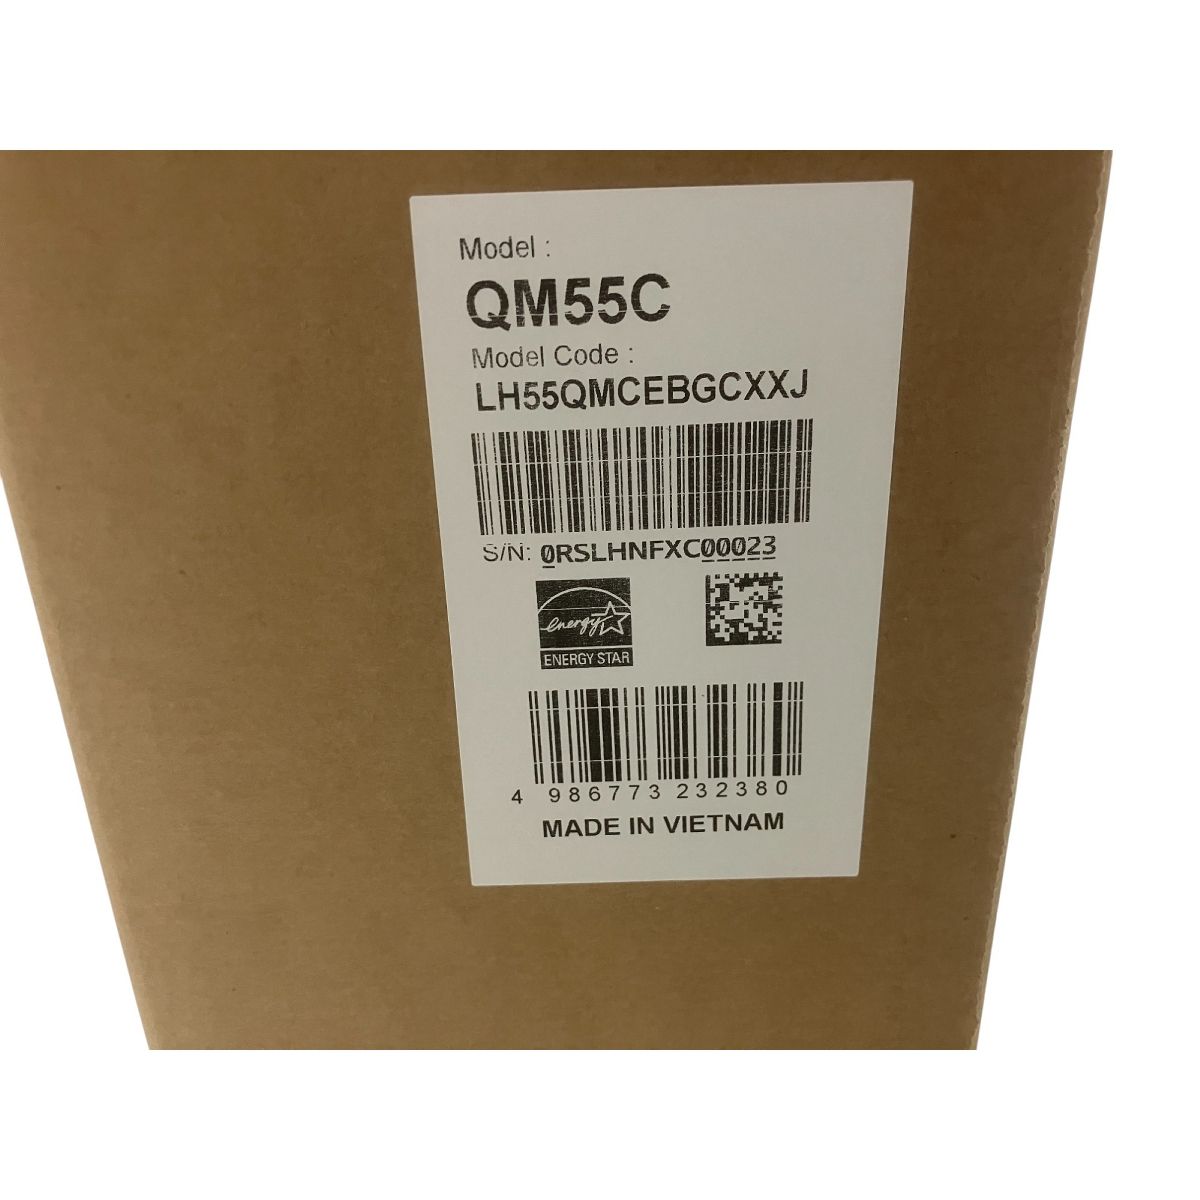 Model :
QM55C
Model Code :
LH55QMCEBGCXXJ
S/N: 0RSLHNFXC00023
energy
ENERGY STAR
4 986773 232380
MADE IN VIETNAM